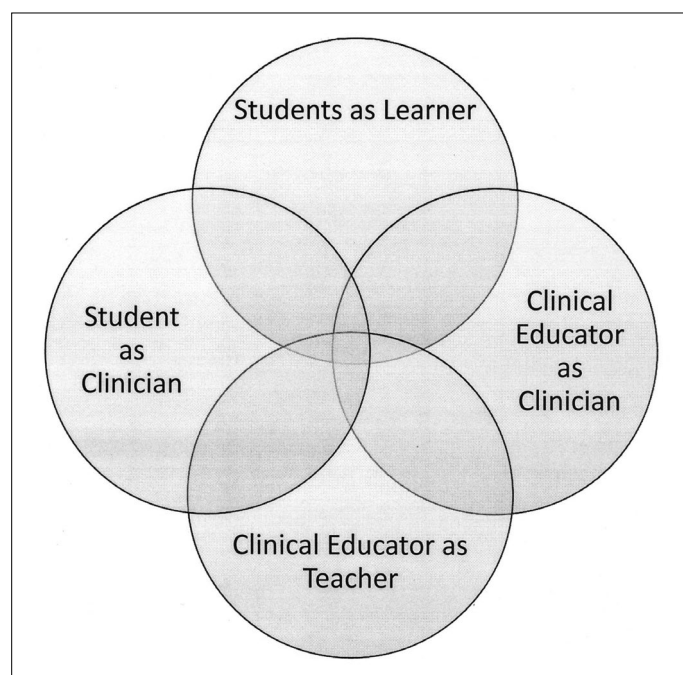 Students as Learner
Student
as
Clinician
Clinical
Educator
as
Clinician
Clinical Educator as
Teacher